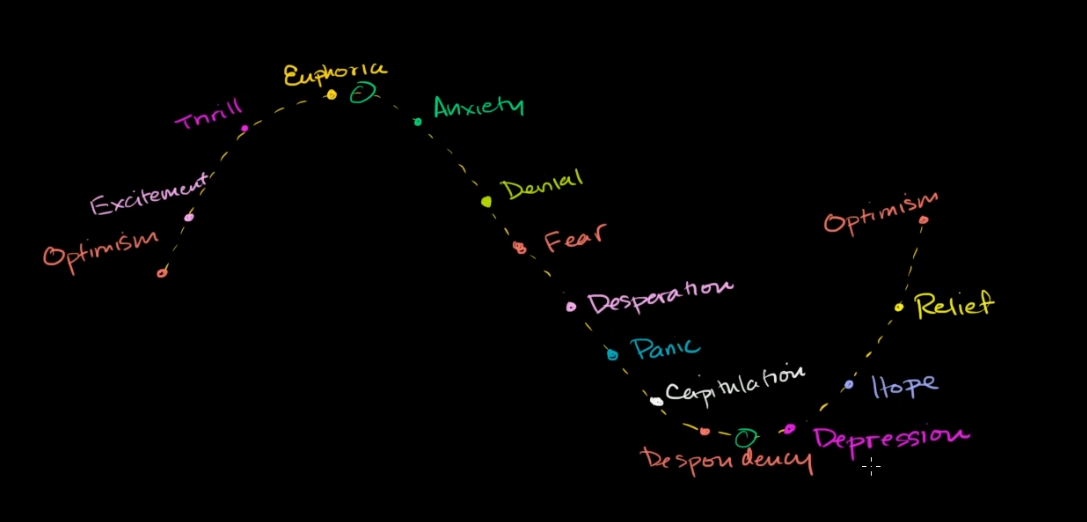 Optimism
Excitement
Thrill
Euphoria
Anxiety
Denial
Fear
Desperation
Panic
Capitulation
Despondency
Depression
Hope
Relief
Optimism